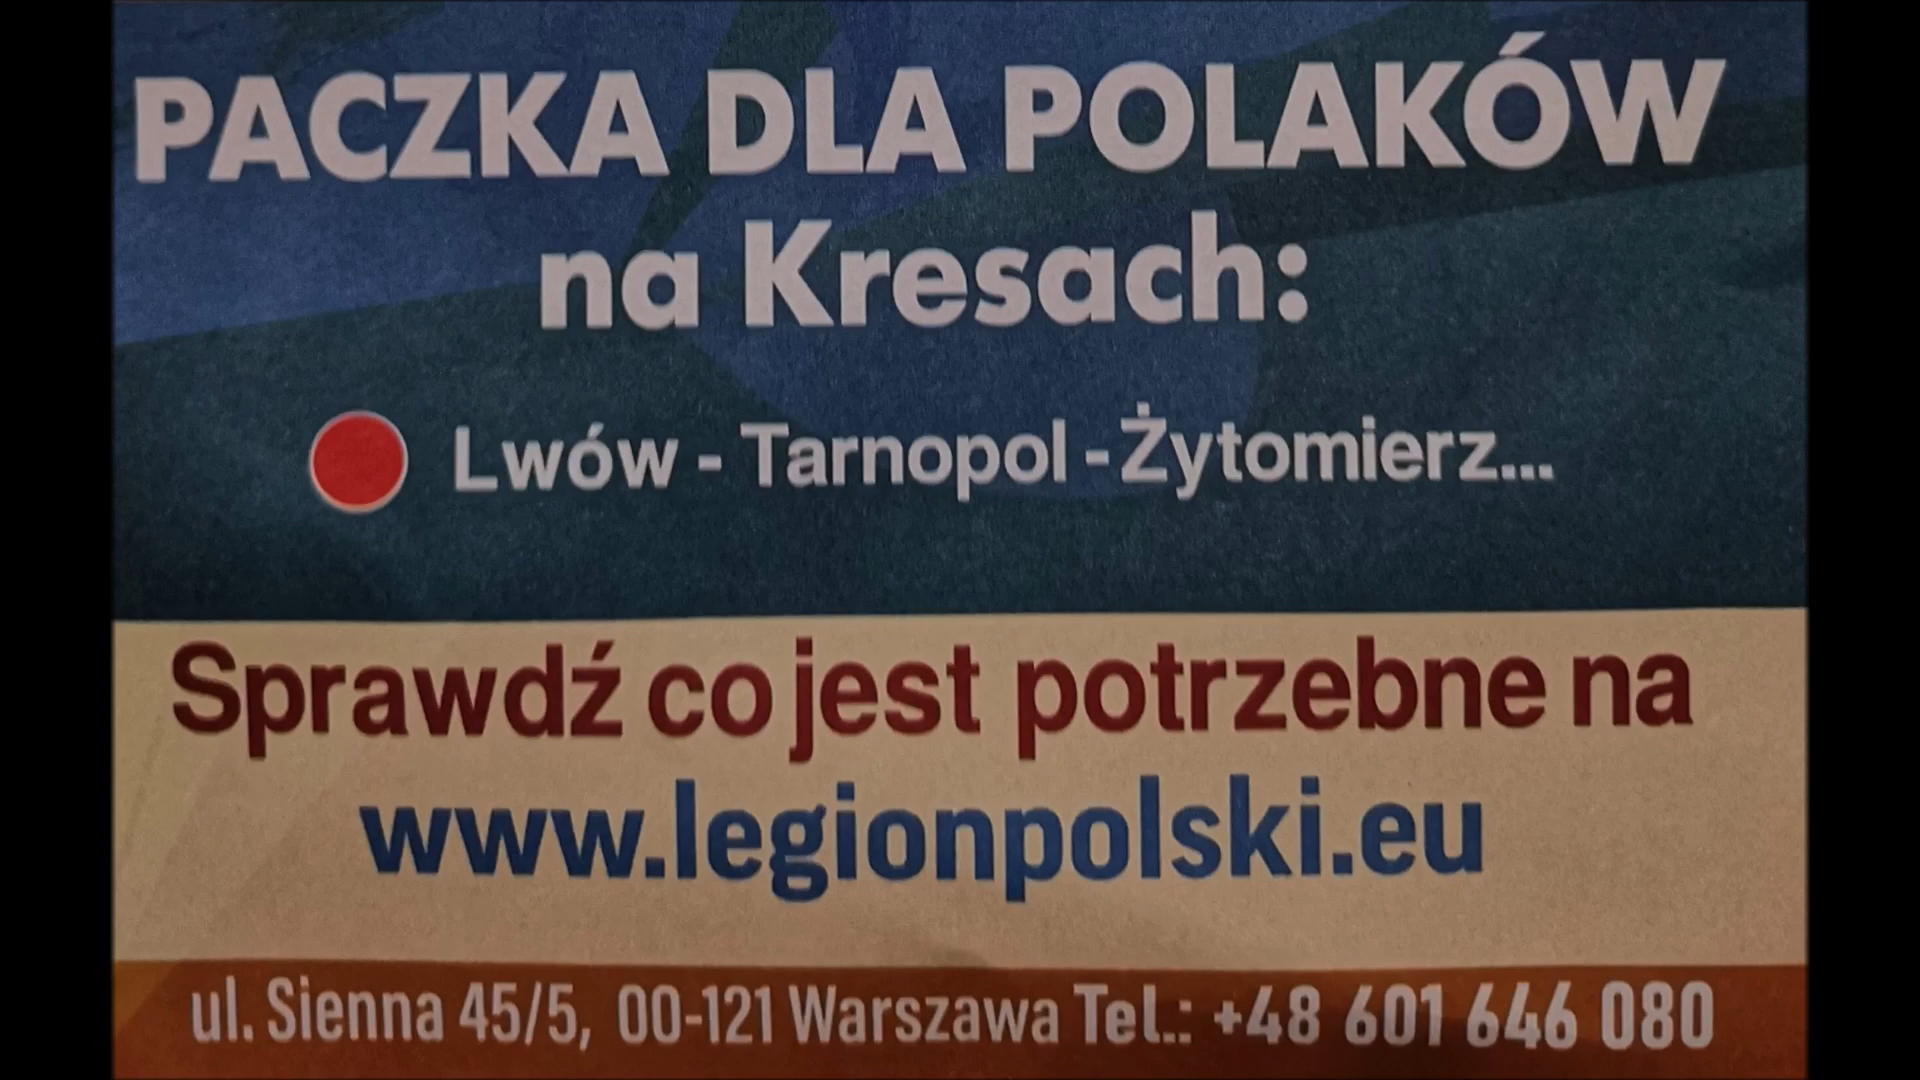 PACZKA DLA POLAKÓW
na Kresach:
Lwów - Tarnopol - Żytomierz...
Sprawdź co jest potrzebne na
www.legionpolski.eu
ul. Sienna 45/5, 00-121 Warszawa Tel.: +48 601 646 080